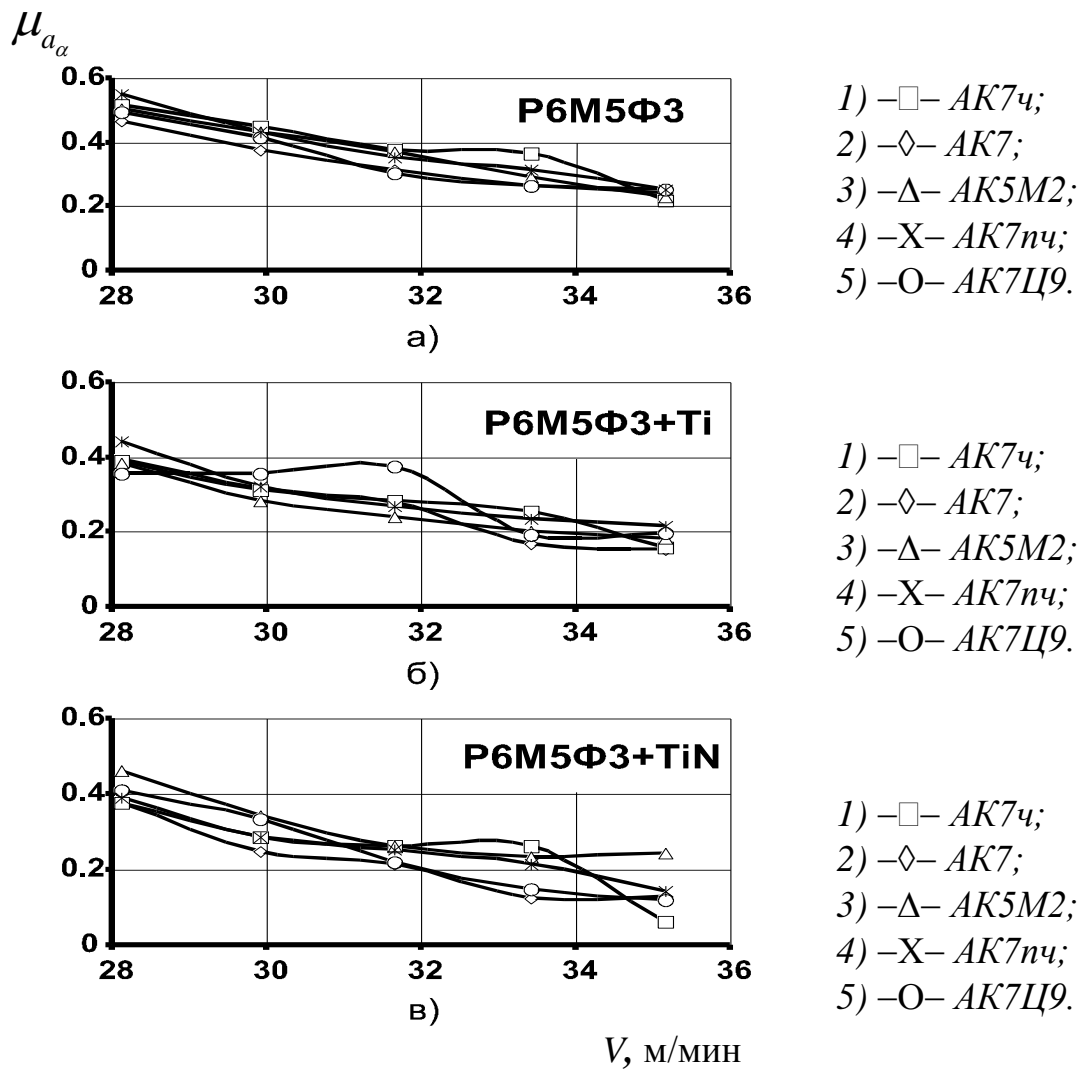 μaα
0.6
0.4
0.2
0
28 30 32 34 36
Р6М5Ф3
а)
1) –□– АК7ч;
2) –◊– АК7;
3) –Δ– АК5М2;
4) –Х– АК7пч;
5) –О– АК7Ц9.
0.6
0.4
0.2
0
28 30 32 34 36
Р6М5Ф3+Ti
б)
1) –□– АК7ч;
2) –◊– АК7;
3) –Δ– АК5М2;
4) –Х– АК7пч;
5) –О– АК7Ц9.
0.6
0.4
0.2
0
28 30 32 34 36
Р6М5Ф3+TiN
в)
1) –□– АК7ч;
2) –◊– АК7;
3) –Δ– АК5М2;
4) –Х– АК7пч;
5) –О– АК7Ц9.
V, м/мин